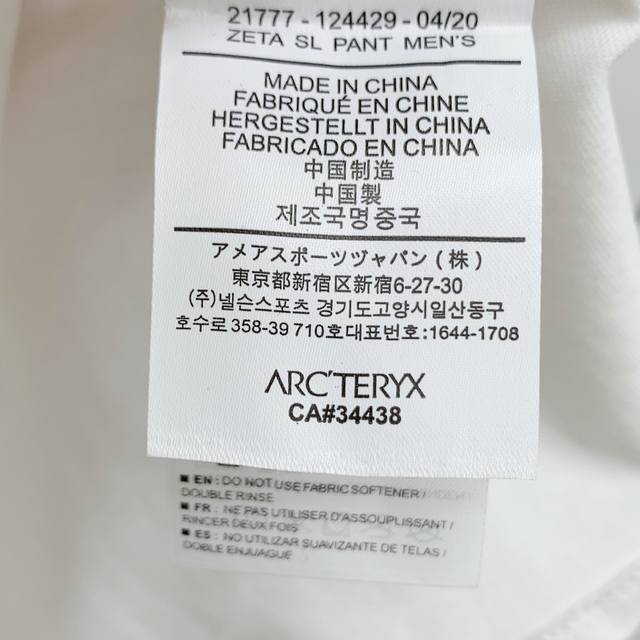 21777 - 124429 - 04/20
ZETA SL PANT MEN'S
MADE IN CHINA
FABRIQUÉ EN CHINE
HERGESTELLT IN CHINA
FABRICADO EN CHINA
中国制造
中国製
제조국명중국
アメアスポーツヅャパン (株)
東京都新宿区新宿6-27-30
(주)넬슨스포츠 경기도고양시일산동구
호수로 358-39 710호대표번호:1644-1708
ARC'TERYX
CA#34438
EN : DO NOT USE FABRIC SOFTENER /
DOUBLE RINSE
FR : NE PAS UTILISER D'ASSOUPLISSANT /
RINCER DEUX FOIS
ES : NO UTILIZAR SUAVIZANTE DE TELAS /
DOBLE ENJUAGUE